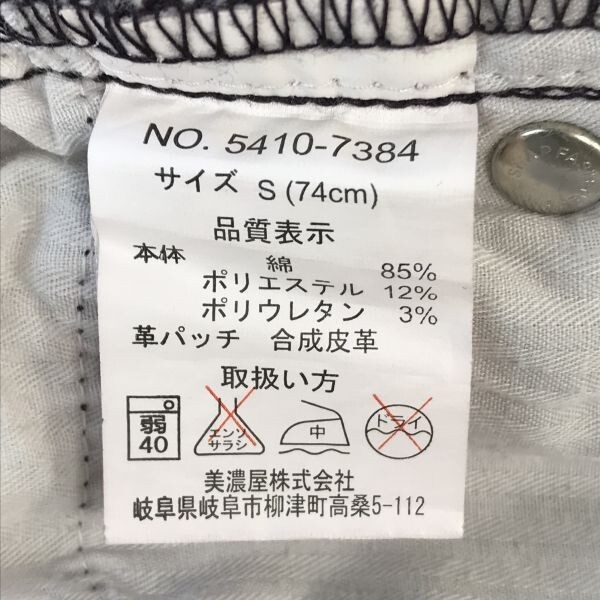 NO. 5410-7384
サイズ S (74cm)
品質表示
本体 綿 85%
ポリエステル 12%
ポリウレタン 3%
革パッチ 合成皮革
取扱い方
弱 40 エンソサラシ 中 ドライ
美濃屋株式会社
岐阜県岐阜市柳津町高桑5-112